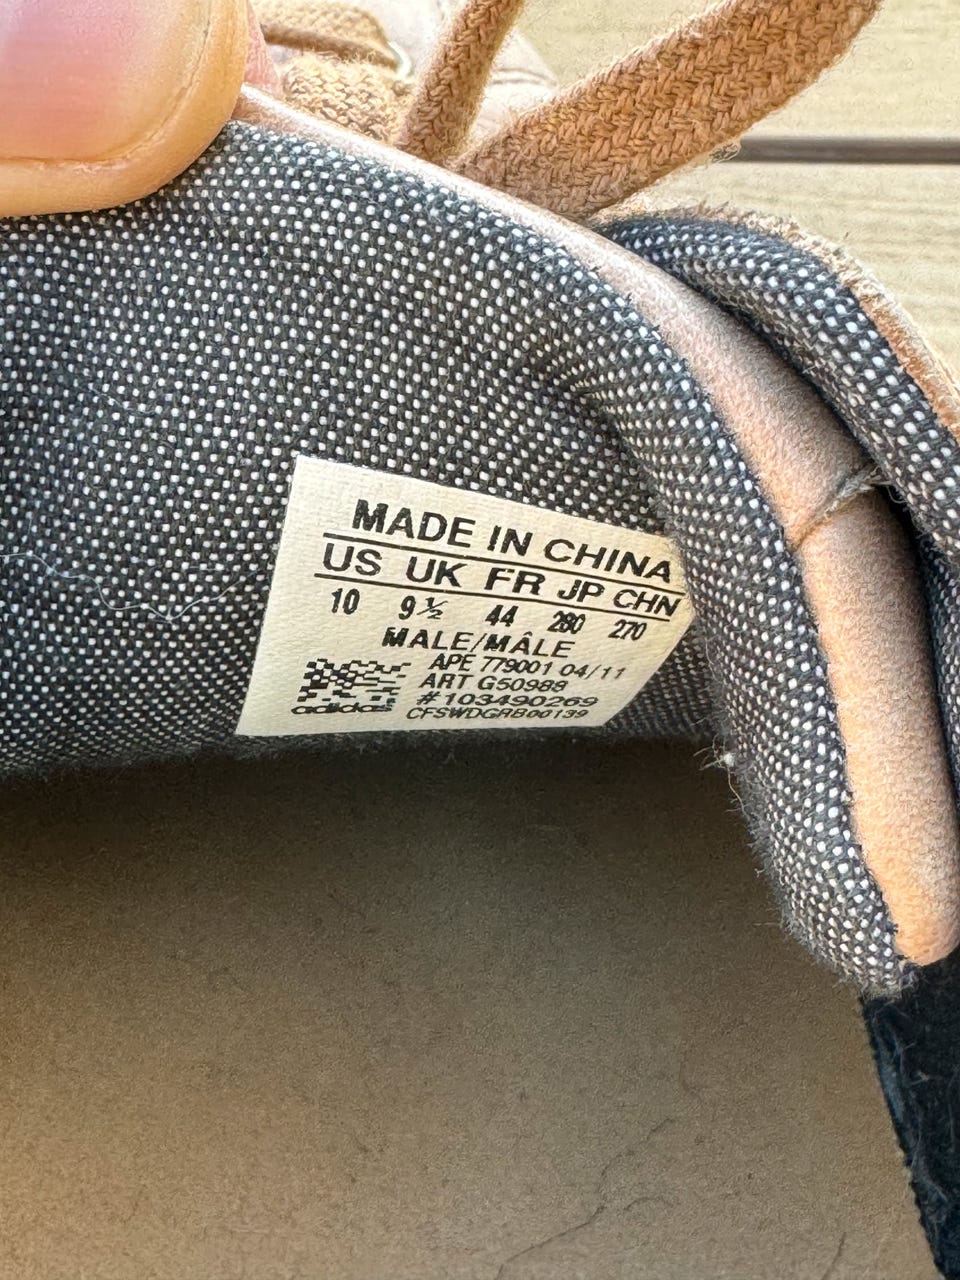 MADE IN CHINA
US UK FR JP CHN
10 9½ 44 280 270
MALE/MÂLE
APE 779001 04/11
ART G50988
#103490269
CFSWDGRB00139
adidas